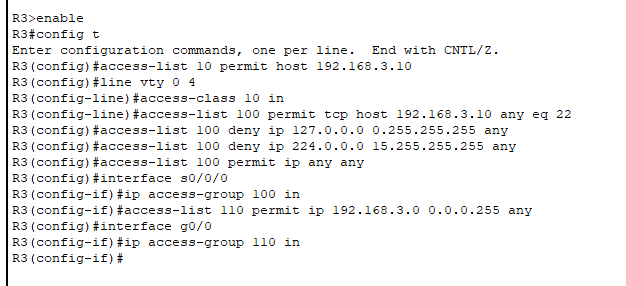 R3>enable
R3#config t
Enter configuration commands, one per line.  End with CNTL/Z.
R3(config)#access-list 10 permit host 192.168.3.10
R3(config)#line vty 0 4
R3(config-line)#access-class 10 in
R3(config-line)#access-list 100 permit tcp host 192.168.3.10 any eq 22
R3(config)#access-list 100 deny ip 127.0.0.0 0.255.255.255 any
R3(config)#access-list 100 deny ip 224.0.0.0 15.255.255.255 any
R3(config)#access-list 100 permit ip any any
R3(config)#interface s0/0/0
R3(config-if)#ip access-group 100 in
R3(config-if)#access-list 110 permit ip 192.168.3.0 0.0.0.255 any
R3(config)#interface g0/0
R3(config-if)#ip access-group 110 in
R3(config-if)#